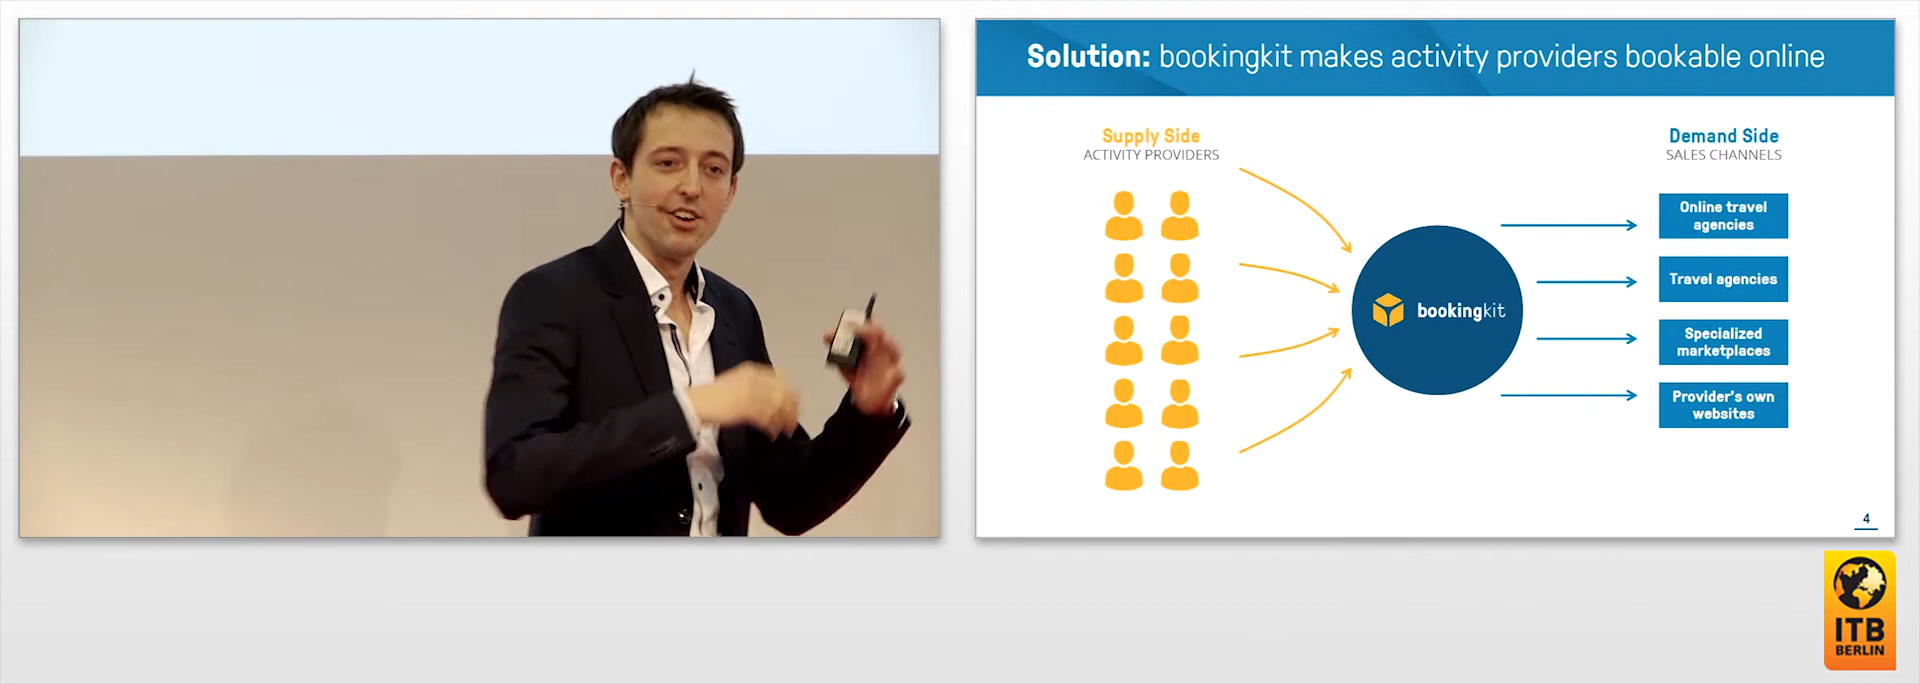 Solution: bookingkit makes activity providers bookable online
Supply Side
ACTIVITY PROVIDERS
Demand Side
SALES CHANNELS
Online travel
agencies
Travel agencies
Specialized
marketplaces
Provider's own
websites
bookingkit
4
ITB
BERLIN